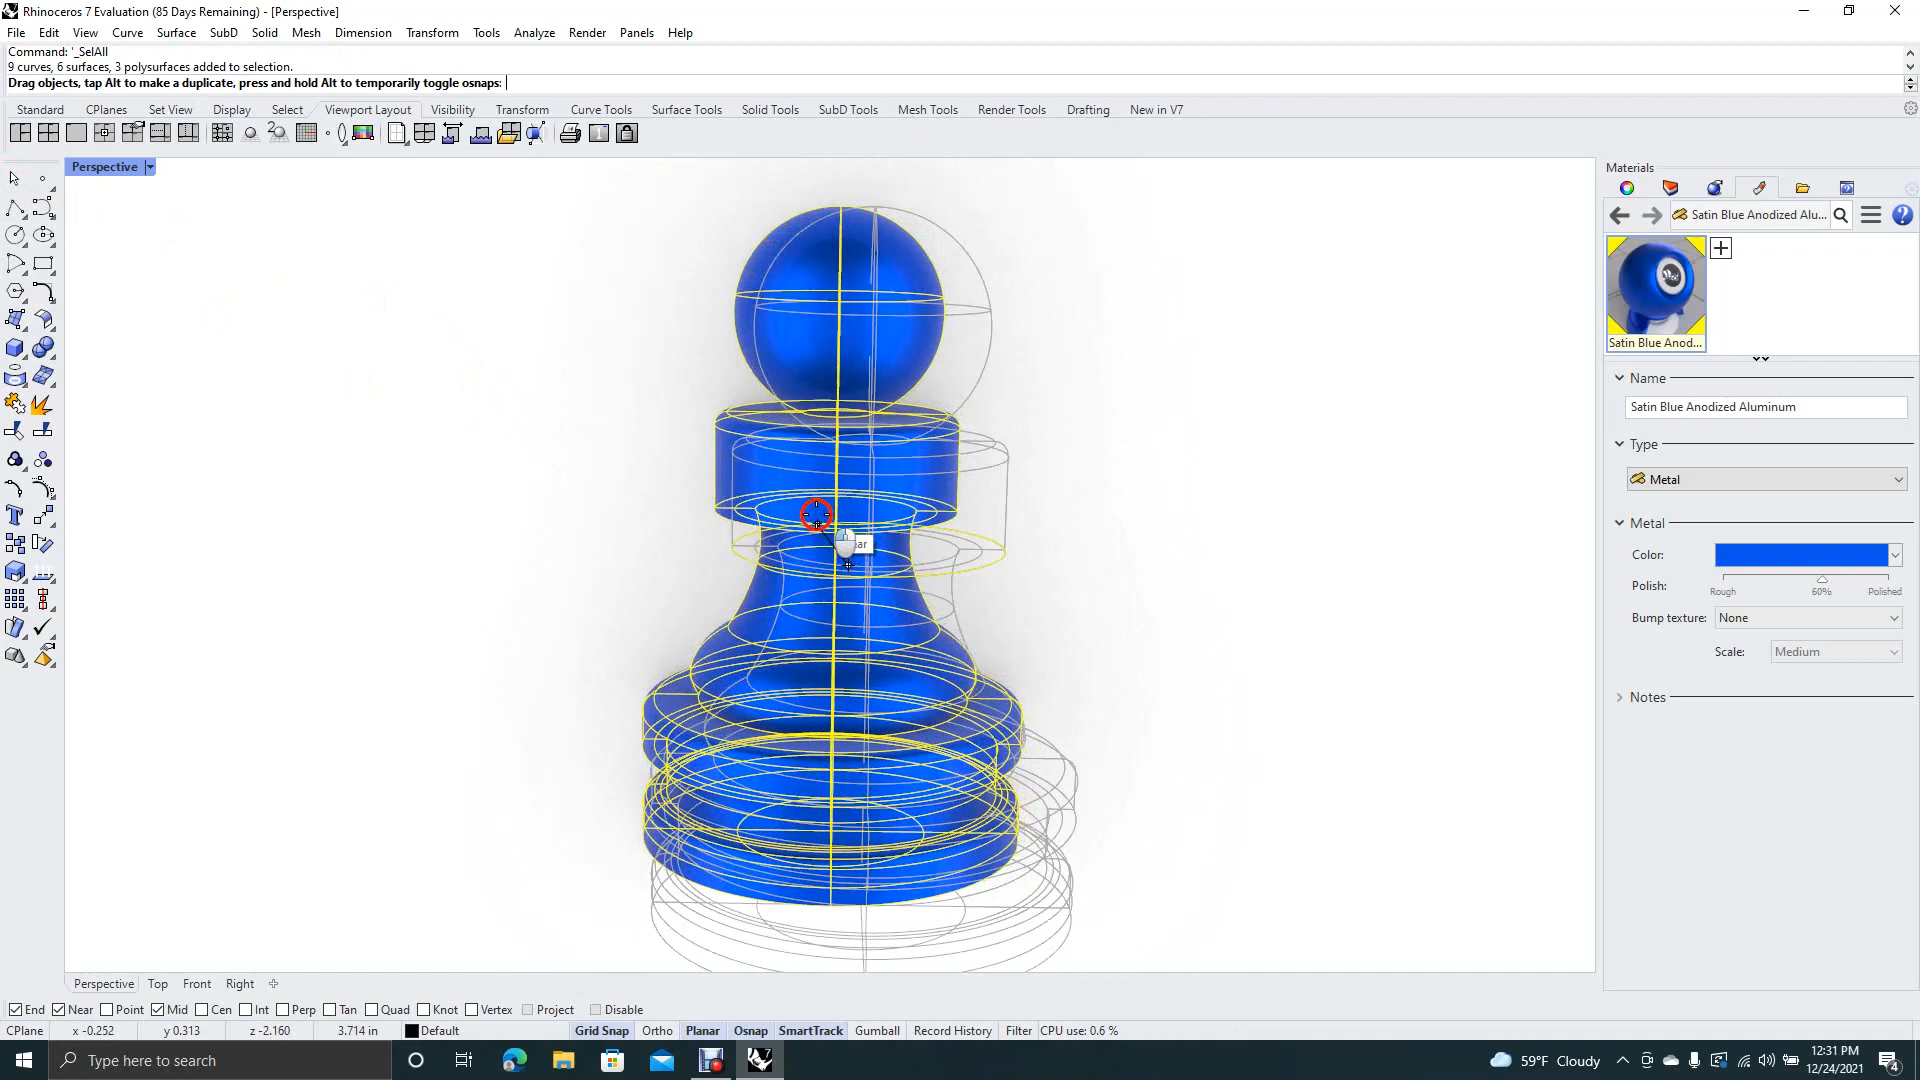 Rhinoceros 7 Evaluation (85 Days Remaining) - [Perspective]
File Edit View Curve Surface SubD Solid Mesh Dimension Transform Tools Analyze Render Panels Help
Command: '_SelAll
9 curves, 6 surfaces, 3 polysurfaces added to selection.
Drag objects, tap Alt to make a duplicate, press and hold Alt to temporarily toggle osnaps:
Standard CPlanes Set View Display Select Viewport Layout Visibility Transform Curve Tools Surface Tools Solid Tools SubD Tools Mesh Tools Render Tools Drafting New in V7
Perspective
Materials
Satin Blue Anodized Alu...
Satin Blue Anod...
Name
Satin Blue Anodized Aluminum
Type
Metal
Metal
Color:
Polish:
Rough 60% Polished
Bump texture: None
Scale: Medium
Notes
Perspective Top Front Right
End Near Point Mid Cen Int Perp Tan Quad Knot Vertex Project Disable
CPlane x -0.252 y 0.313 z -2.160 3.714 in Default Grid Snap Ortho Planar Osnap SmartTrack Gumball Record History Filter CPU use: 0.6 %
Type here to search
59°F Cloudy
12:31 PM
12/24/2021
4